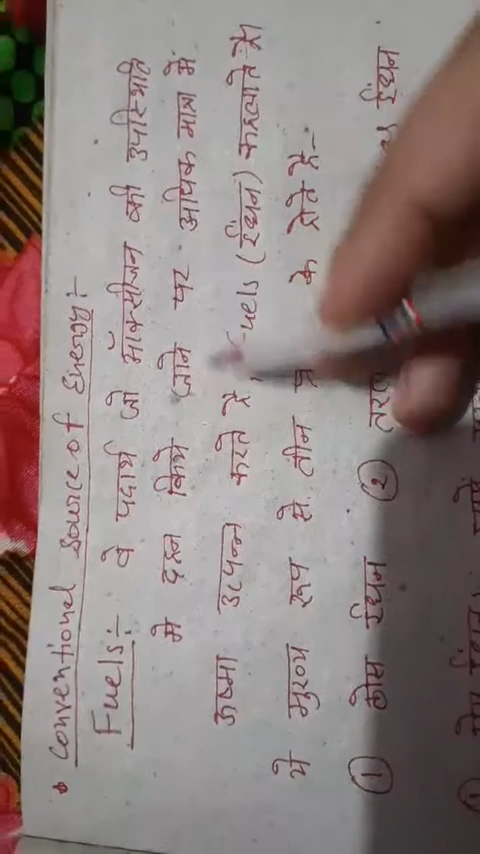 * Conventional Source of Energy:-
Fuels:- वे पदार्थ जो ऑक्सीजन की उपस्थिति
मे दहन किये जाने पर अधिक मात्रा में
ऊष्मा उत्पन्न करते है Fuels (ईंधन) कहलाते है।
ये मुख्य रूप से तीन के होते है-
① ठोस ईंधन ② तरल ईंधन